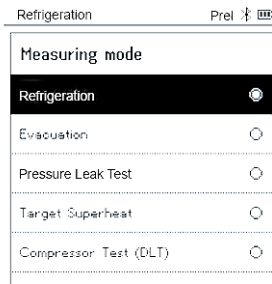 Refrigeration Prel
Measuring mode
Refrigeration
Evacuation
Pressure Leak Test
Target Superheat
Compressor Test (DLT)